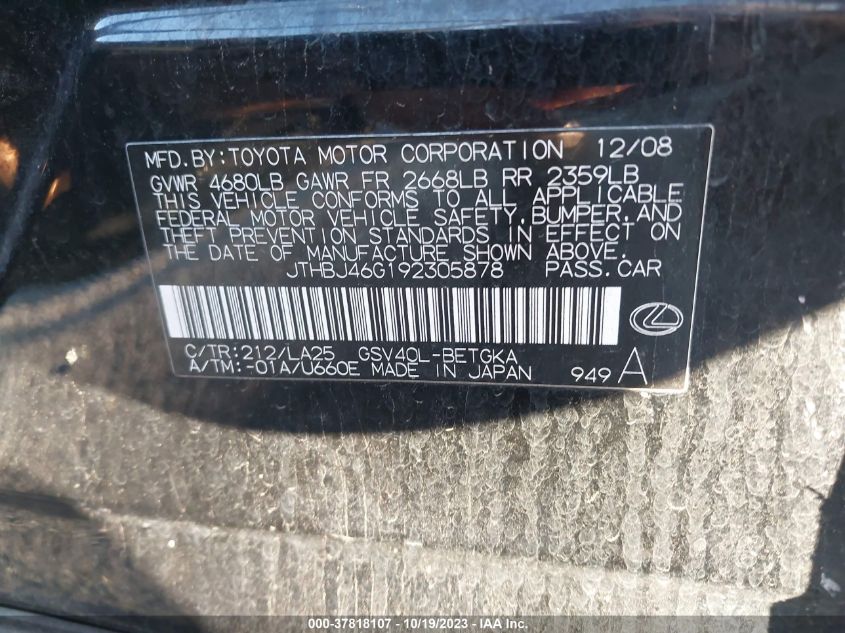 MFD. BY: TOYOTA MOTOR CORPORATION 12/08
GVWR 4680LB GAWR FR 2668LB RR 2359LB
THIS VEHICLE CONFORMS TO ALL APPLICABLE
FEDERAL MOTOR VEHICLE SAFETY, BUMPER, AND
THEFT PREVENTION STANDARDS IN EFFECT ON
THE DATE OF MANUFACTURE SHOWN ABOVE.
JTHBJ46G192305878 PASS. CAR
C/TR: 212/LA25 GSV40L-BETGKA
A/TM: -01A/U660E MADE IN JAPAN 949 A
000-37818107 - 10/19/2023 - IAAI.com